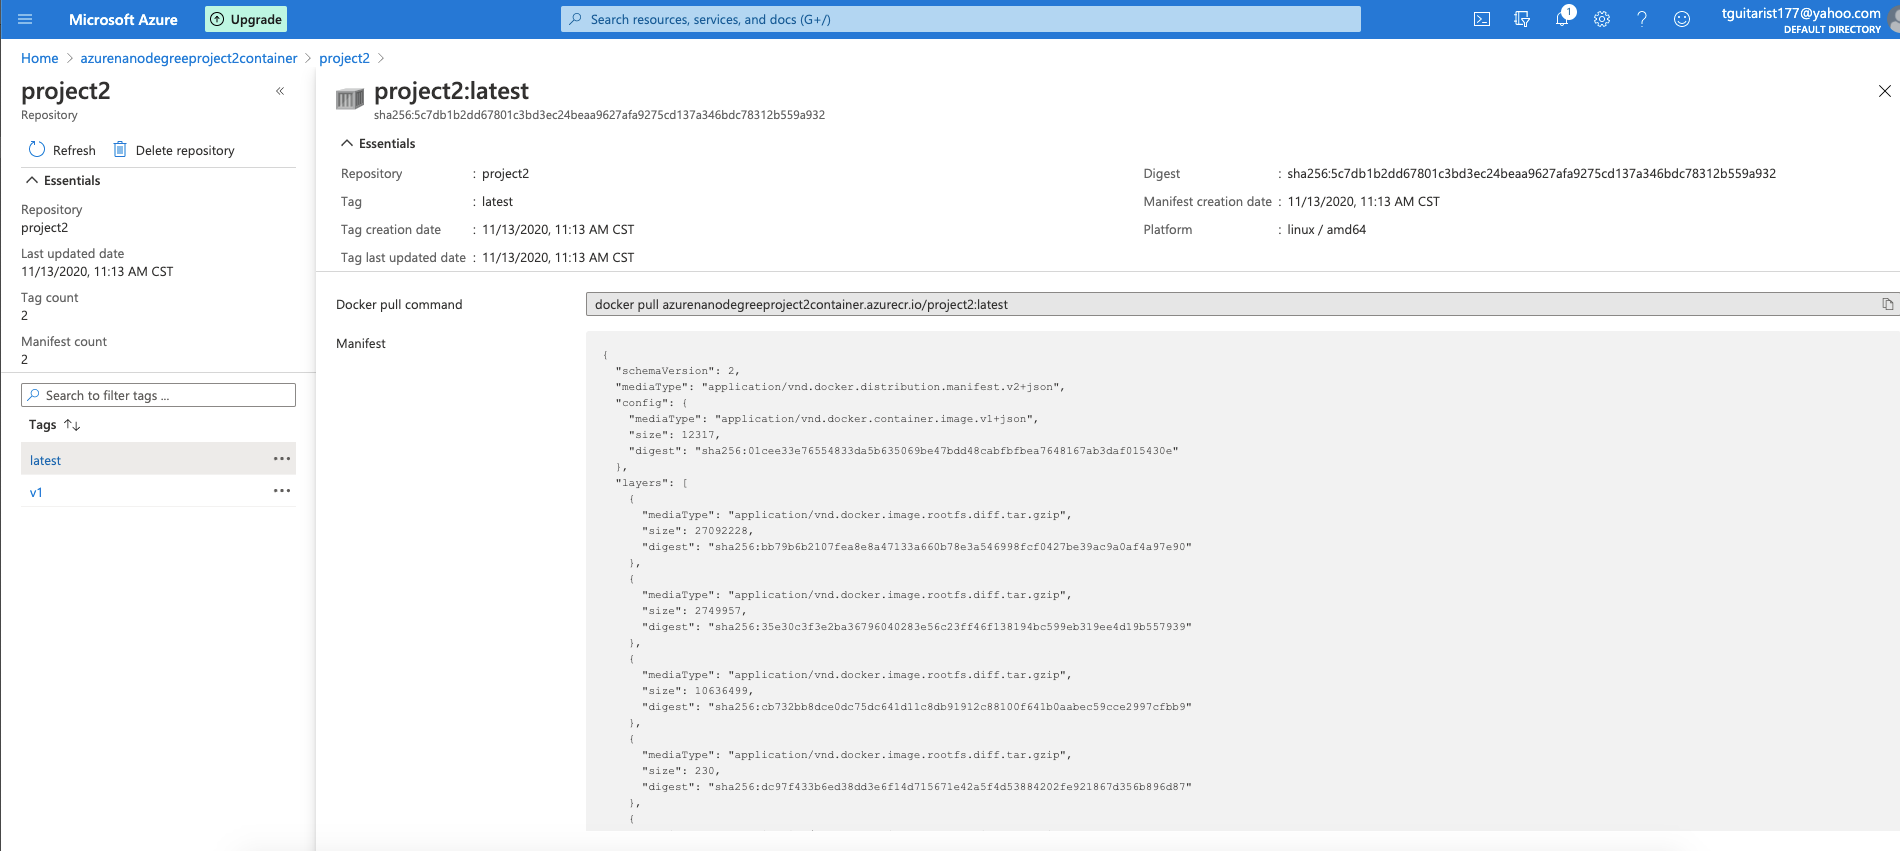 Microsoft Azure
Upgrade
Search resources, services, and docs (G+/)
1
tguitarist177@yahoo.com
DEFAULT DIRECTORY
Home > azurenanodegreeproject2container > project2 >
project2
Repository
«
Refresh
Delete repository
Essentials
Repository
project2
Last updated date
11/13/2020, 11:13 AM CST
Tag count
2
Manifest count
2
Search to filter tags ...
Tags
latest
v1
project2:latest
sha256:5c7db1b2dd67801c3bd3ec24beaa9627afa9275cd137a346bdc78312b559a932
Essentials
Repository : project2
Tag : latest
Tag creation date : 11/13/2020, 11:13 AM CST
Tag last updated date : 11/13/2020, 11:13 AM CST
Digest : sha256:5c7db1b2dd67801c3bd3ec24beaa9627afa9275cd137a346bdc78312b559a932
Manifest creation date : 11/13/2020, 11:13 AM CST
Platform : linux / amd64
Docker pull command
docker pull azurenanodegreeproject2container.azurecr.io/project2:latest
Manifest
{
"schemaVersion": 2,
"mediaType": "application/vnd.docker.distribution.manifest.v2+json",
"config": {
"mediaType": "application/vnd.docker.container.image.v1+json",
"size": 12317,
"digest": "sha256:01cee33e76554833da5b635069be47bdd48cabfbfbea7648167ab3daf015430e"
},
"layers": [
{
"mediaType": "application/vnd.docker.image.rootfs.diff.tar.gzip",
"size": 27092228,
"digest": "sha256:bb79b6b2107fea8e8a47133a660b78e3a546998fcf0427be39ac9a0af4a97e90"
},
{
"mediaType": "application/vnd.docker.image.rootfs.diff.tar.gzip",
"size": 2749957,
"digest": "sha256:35e30c3f3e2ba36796040283e56c23ff46f138194bc599eb319ee4d19b557939"
},
{
"mediaType": "application/vnd.docker.image.rootfs.diff.tar.gzip",
"size": 10636499,
"digest": "sha256:cb732bb8dce0dc75dc641d11c8db91912c88100f641b0aabec59cce2997cfbb9"
},
{
"mediaType": "application/vnd.docker.image.rootfs.diff.tar.gzip",
"size": 230,
"digest": "sha256:dc97f433b6ed38dd3e6f14d715671e42a5f4d53884202fe921867d356b896d87"
},
{